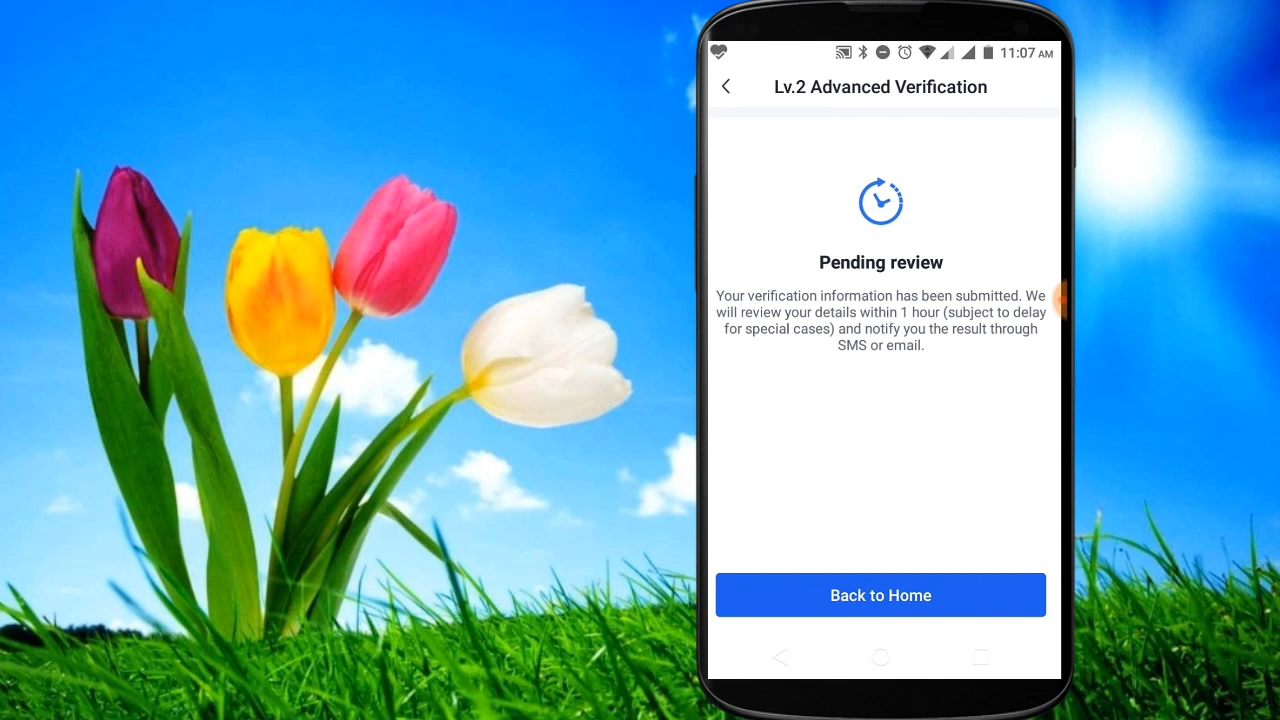 11:07 AM
Lv.2 Advanced Verification
Pending review
Your verification information has been submitted. We
will review your details within 1 hour (subject to delay
for special cases) and notify you the result through
SMS or email.
Back to Home